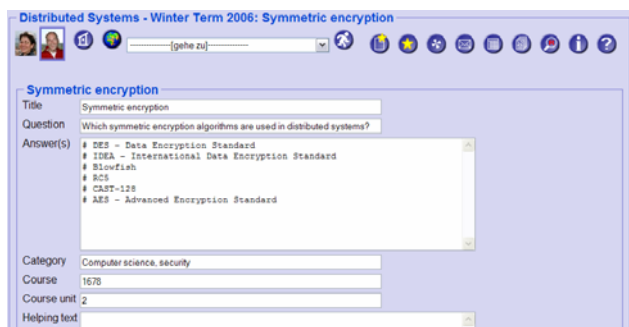 Distributed Systems - Winter Term 2006: Symmetric encryption
----------------[gehe zu]----------------
Symmetric encryption
Title Symmetric encryption
Question Which symmetric encryption algorithms are used in distributed systems?
Answer(s) # DES - Data Encryption Standard
# IDEA - International Data Encryption Standard
# Blowfish
# RC5
# CAST-128
# AES - Advanced Encryption Standard
Category Computer science, security
Course 1678
Course unit 2
Helping text